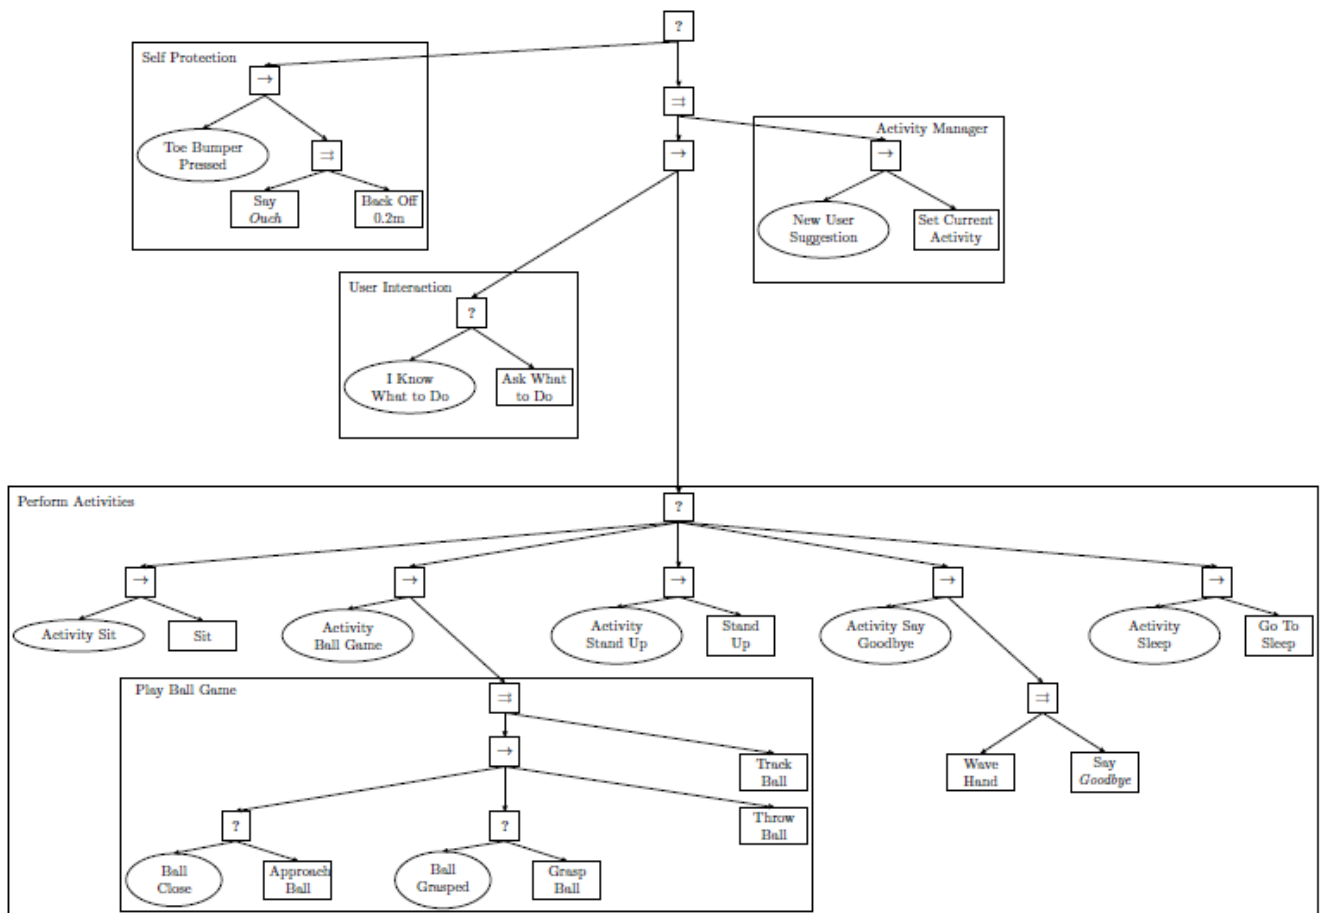 ?
Self Protection
→
⇉
Toe Bumper
Pressed
⇉
Say
Ouch
Back Off
0.2m
→
Activity Manager
→
New User
Suggestion
Set Current
Activity
User Interaction
?
I Know
What to Do
Ask What
to Do
Perform Activities
?
→
→
→
→
→
Activity Sit
Sit
Activity
Ball Game
Activity
Stand Up
Stand
Up
Activity Say
Goodbye
Activity
Sleep
Go To
Sleep
Play Ball Game
⇉
⇉
→
Track
Ball
Wave
Hand
Say
Goodbye
?
?
Throw
Ball
Ball
Close
Approach
Ball
Ball
Grasped
Grasp
Ball